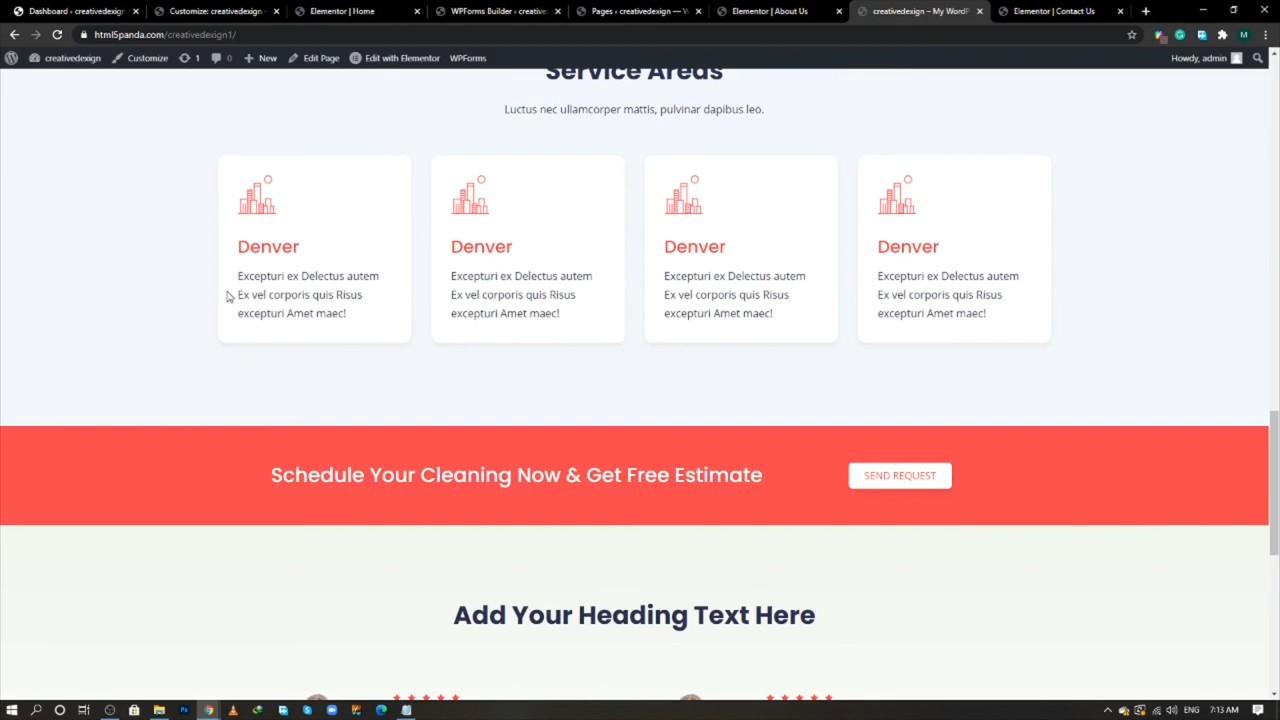 Dashboard ‹ creativedexign
Customize: creativedexign
Elementor | Home
WPForms Builder ‹ creative
Pages ‹ creativedexign — W
Elementor | About Us
creativedexign – My WordP
Elementor | Contact Us
html5panda.com/creativedexign1/
creativedexign
Customize
1
0
New
Edit Page
Edit with Elementor
WPForms
Howdy, admin
Service Areas
Luctus nec ullamcorper mattis, pulvinar dapibus leo.
Denver
Excepturi ex Delectus autem
Ex vel corporis quis Risus
excepturi Amet maec!
Denver
Excepturi ex Delectus autem
Ex vel corporis quis Risus
excepturi Amet maec!
Denver
Excepturi ex Delectus autem
Ex vel corporis quis Risus
excepturi Amet maec!
Denver
Excepturi ex Delectus autem
Ex vel corporis quis Risus
excepturi Amet maec!
Schedule Your Cleaning Now & Get Free Estimate
SEND REQUEST
Add Your Heading Text Here
ENG
7:13 AM